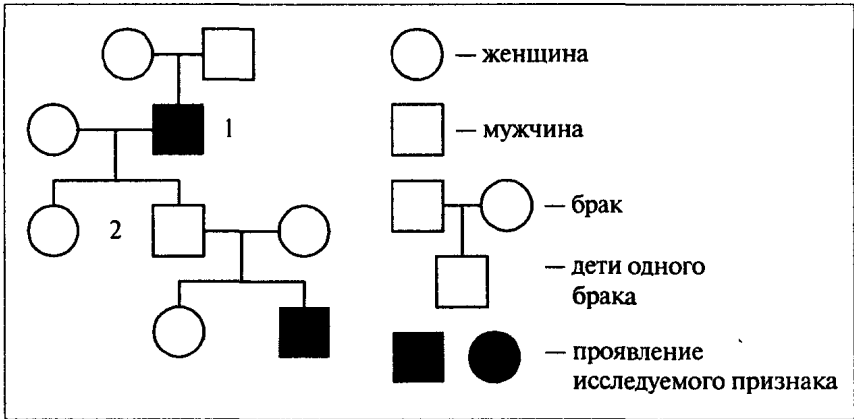 1
2
— женщина
— мужчина
— брак
— дети одного
брака
— проявление
исследуемого признака